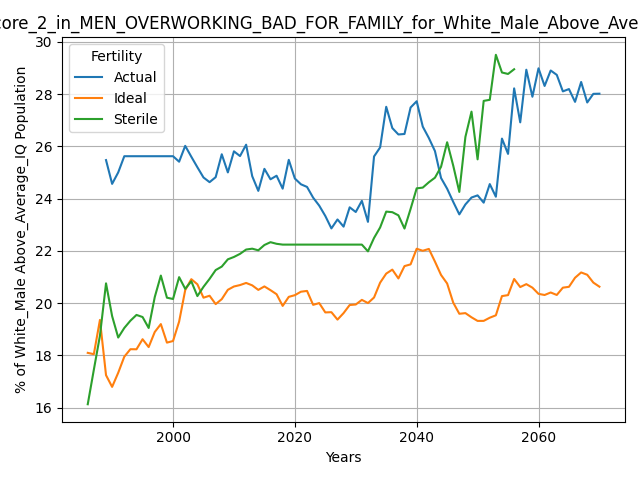 core_2_in_MEN_OVERWORKING_BAD_FOR_FAMILY_for_White_Male_Above_Ave
Fertility
Actual
Ideal
Sterile
% of White_Male Above_Average_IQ Population
30
28
26
24
22
20
18
16
2000
2020
2040
2060
Years